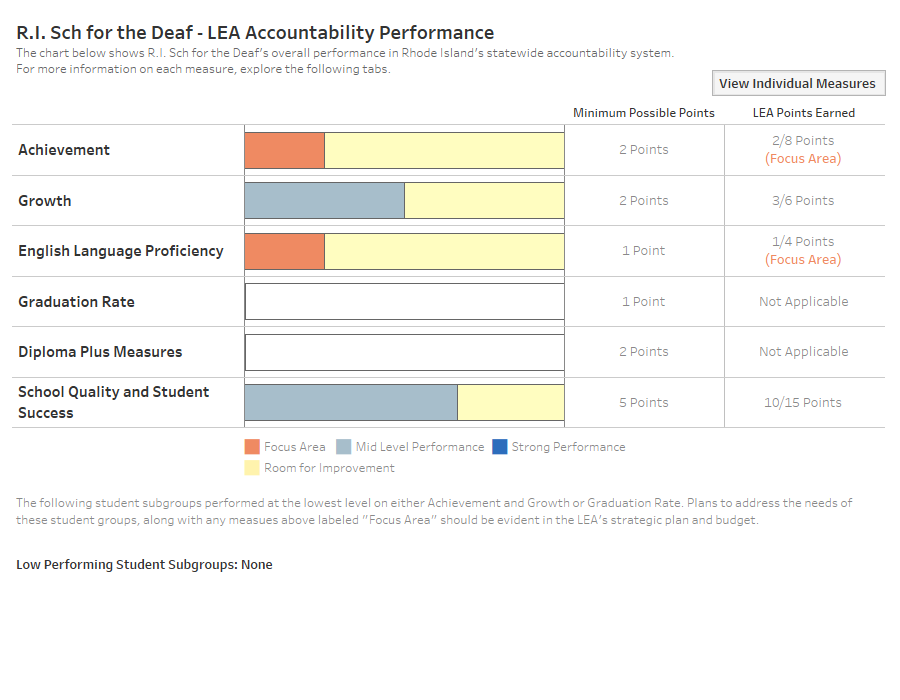 R.I. Sch for the Deaf - LEA Accountability Performance
The chart below shows R.I. Sch for the Deaf's overall performance in Rhode Island's statewide accountability system.
For more information on each measure, explore the following tabs.
View Individual Measures
Minimum Possible Points LEA Points Earned
Achievement 2 Points 2/8 Points
(Focus Area)
Growth 2 Points 3/6 Points
English Language Proficiency 1 Point 1/4 Points
(Focus Area)
Graduation Rate 1 Point Not Applicable
Diploma Plus Measures 2 Points Not Applicable
School Quality and Student
Success 5 Points 10/15 Points
Focus Area Mid Level Performance Strong Performance
Room for Improvement
The following student subgroups performed at the lowest level on either Achievement and Growth or Graduation Rate. Plans to address the needs of
these student groups, along with any measues above labeled "Focus Area" should be evident in the LEA's strategic plan and budget.
Low Performing Student Subgroups: None